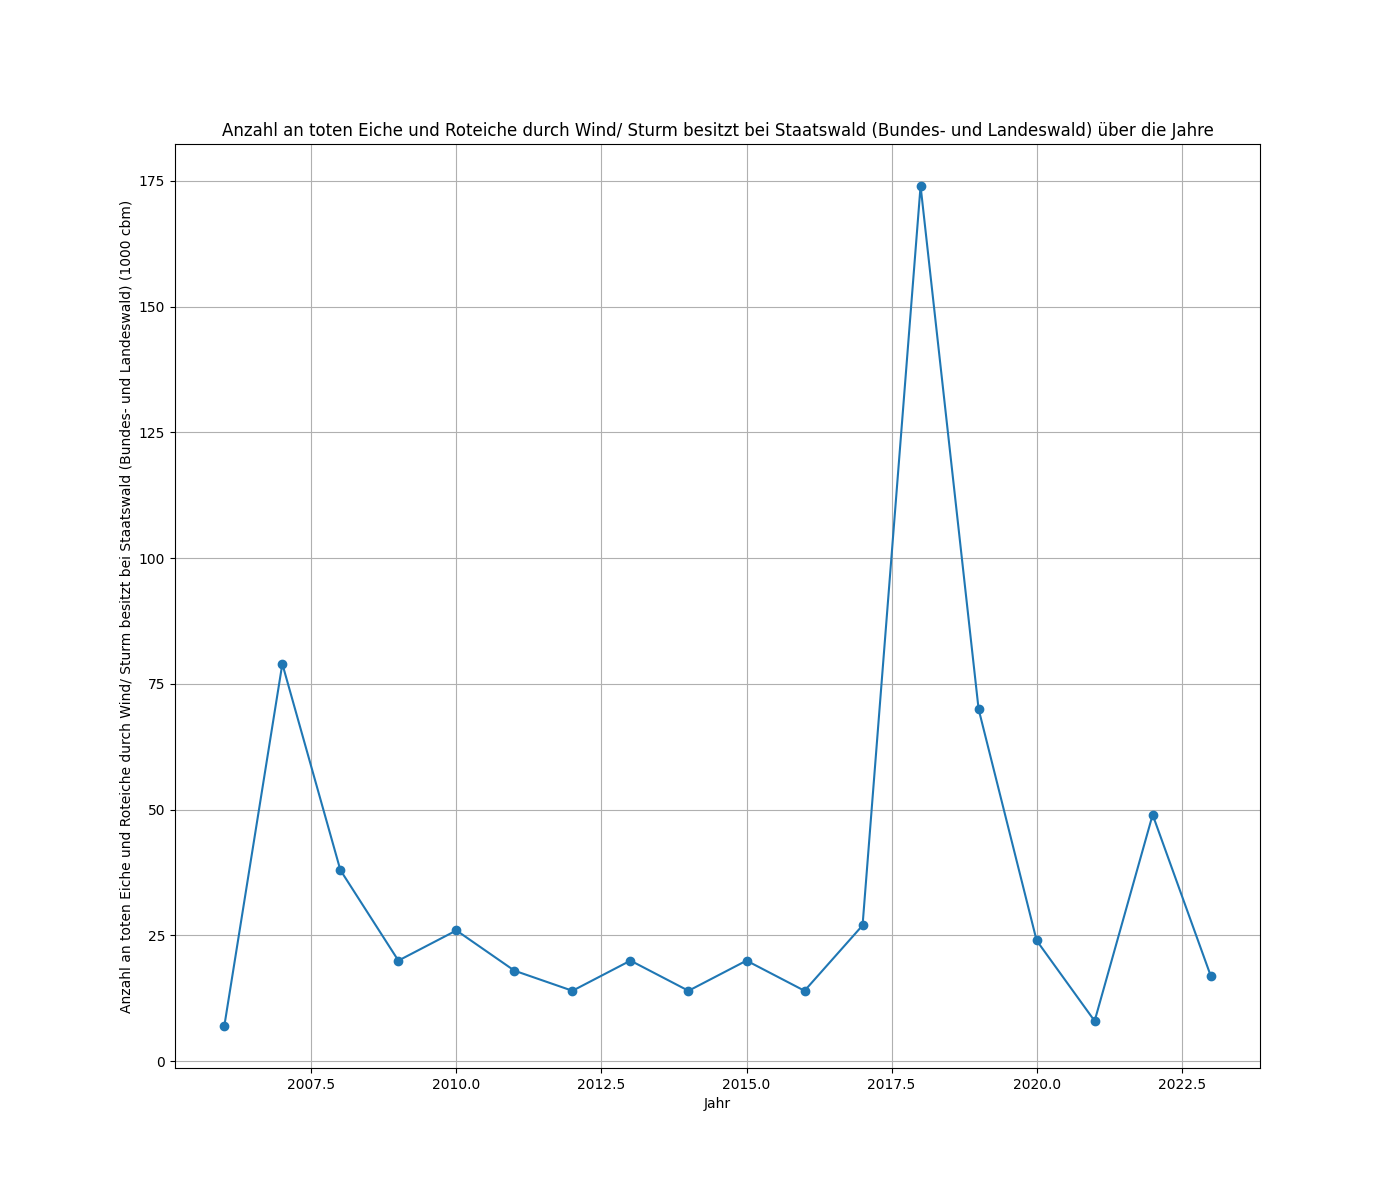 Anzahl an toten Eiche und Roteiche durch Wind/ Sturm besitzt bei Staatswald (Bundes- und Landeswald) über die Jahre
Anzahl an toten Eiche und Roteiche durch Wind/ Sturm besitzt bei Staatswald (Bundes- und Landeswald) (1000 cbm)
175
150
125
100
75
50
25
0
2007.5 2010.0 2012.5 2015.0 2017.5 2020.0 2022.5
Jahr